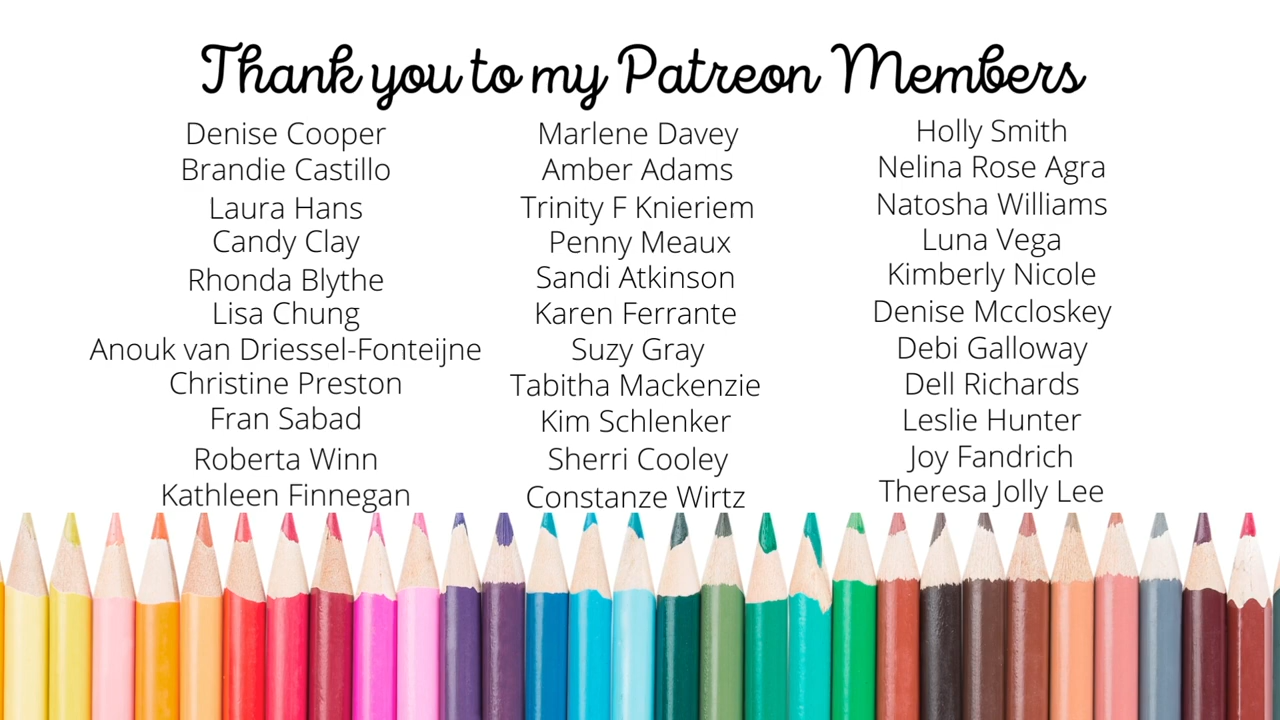 Thank you to my Patreon Members
Denise Cooper
Brandie Castillo
Laura Hans
Candy Clay
Rhonda Blythe
Lisa Chung
Anouk van Driessel-Fonteijne
Christine Preston
Fran Sabad
Roberta Winn
Kathleen Finnegan
Marlene Davey
Amber Adams
Trinity F Knieriem
Penny Meaux
Sandi Atkinson
Karen Ferrante
Suzy Gray
Tabitha Mackenzie
Kim Schlenker
Sherri Cooley
Constanze Wirtz
Holly Smith
Nelina Rose Agra
Natosha Williams
Luna Vega
Kimberly Nicole
Denise Mccloskey
Debi Galloway
Dell Richards
Leslie Hunter
Joy Fandrich
Theresa Jolly Lee